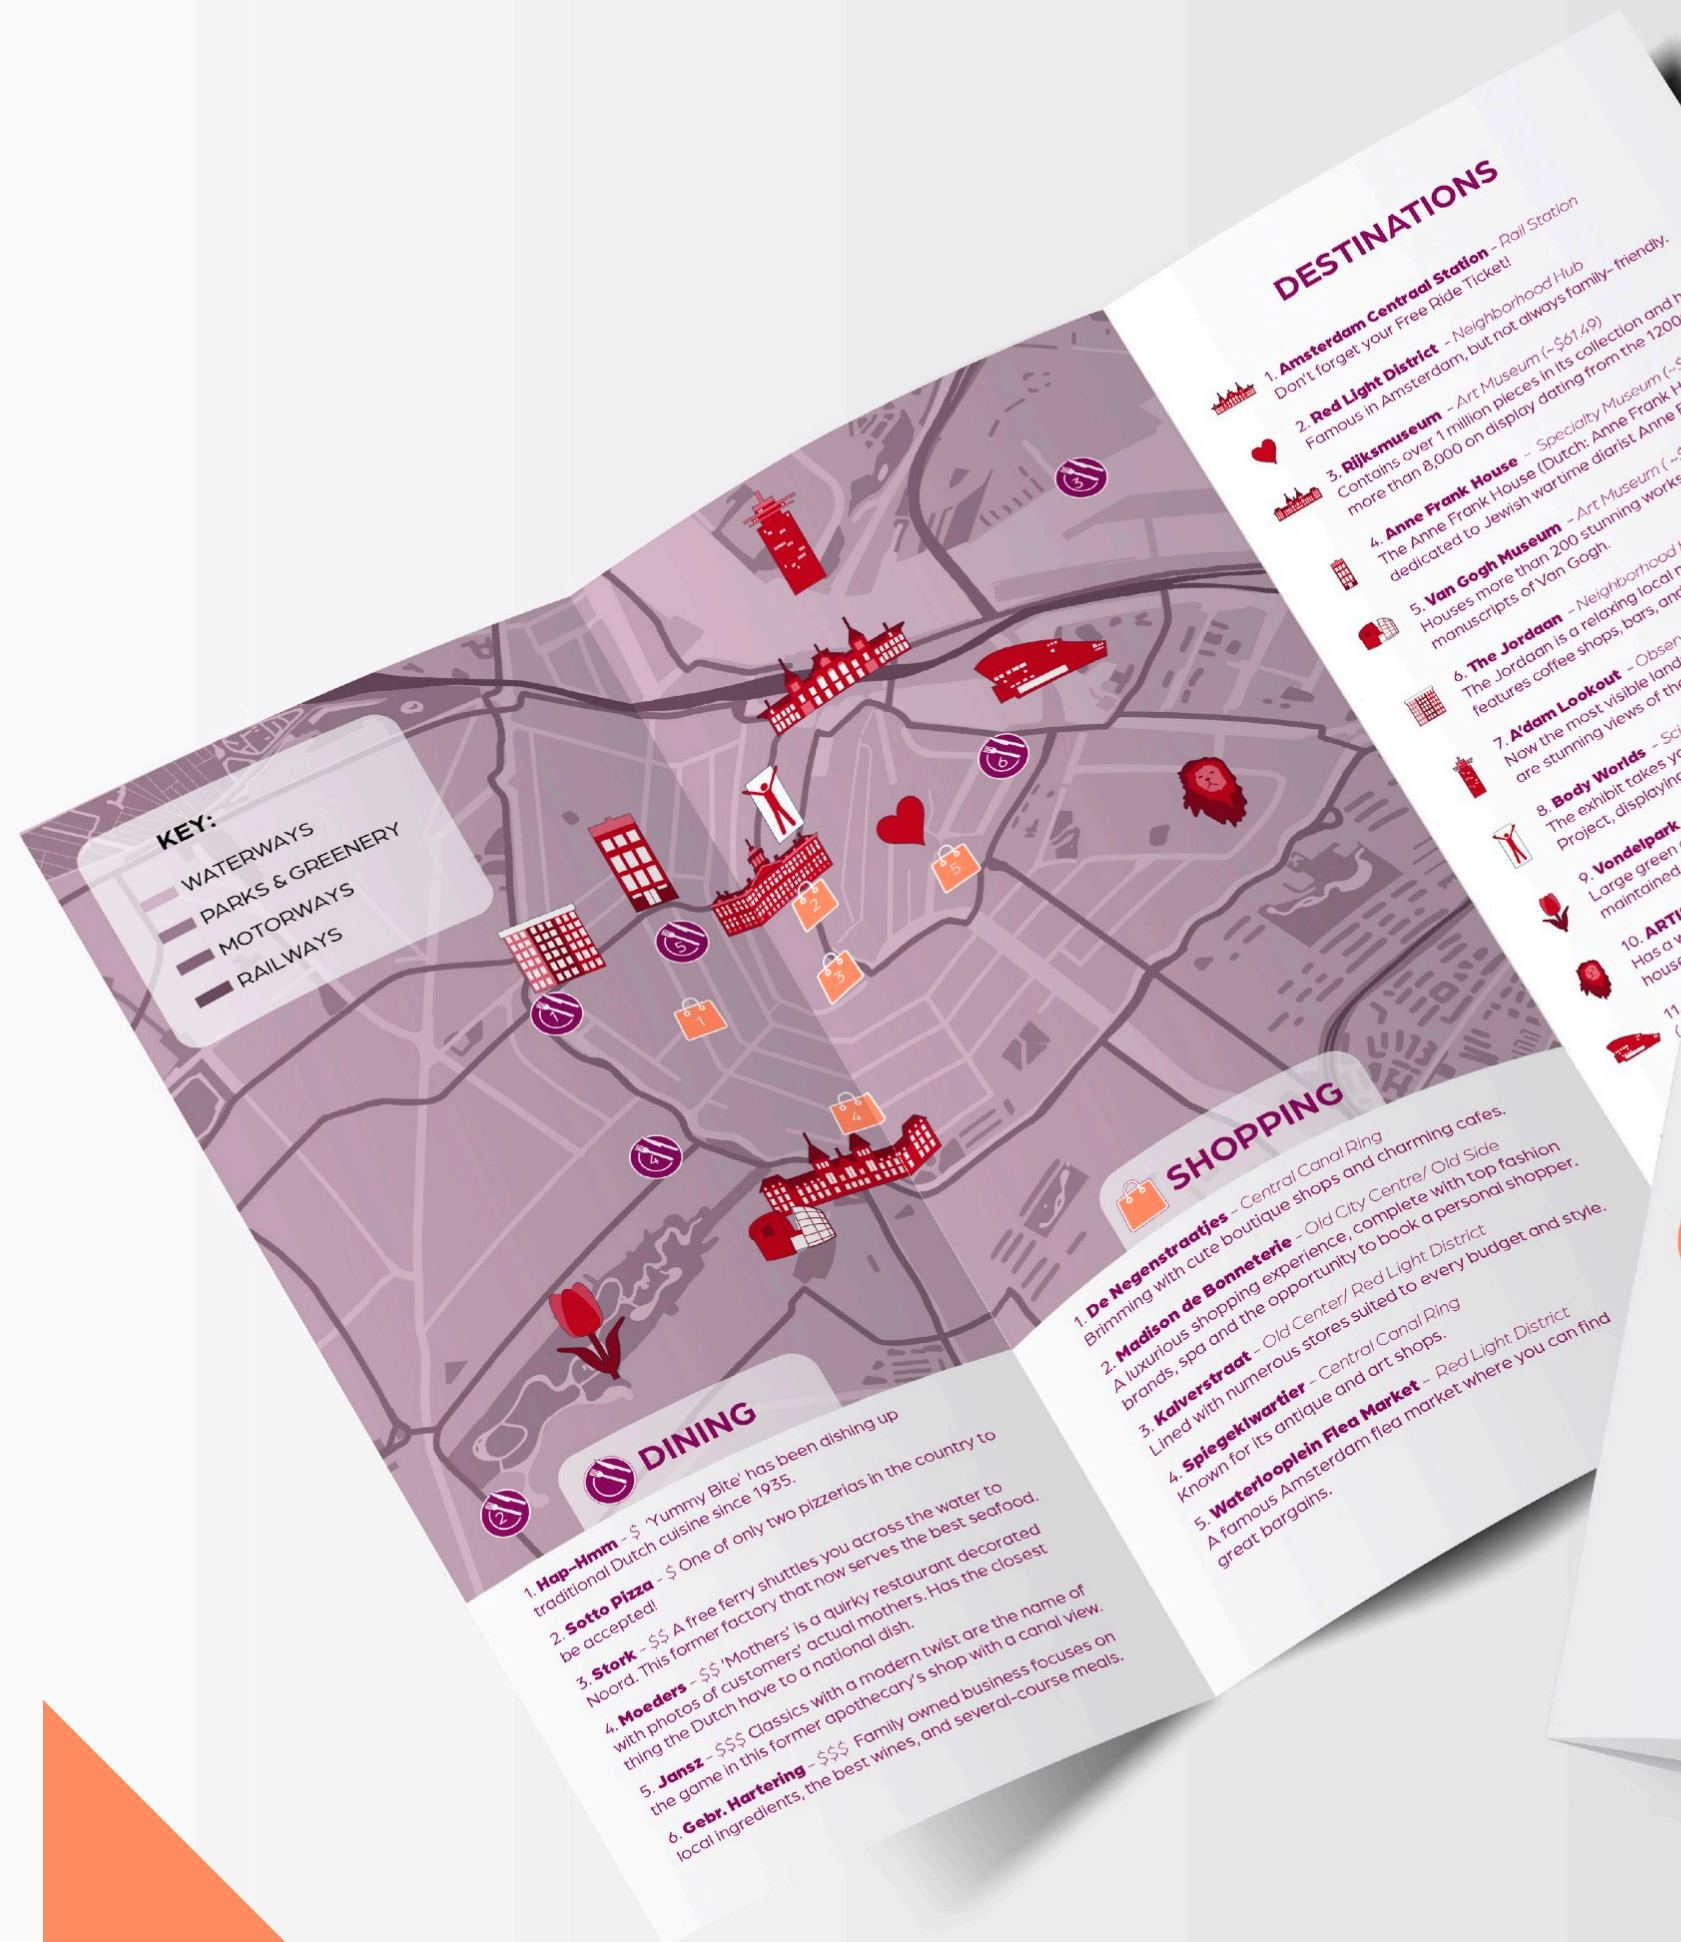 KEY:
WATERWAYS
PARKS & GREENERY
MOTORWAYS
RAILWAYS
3
6
5
2
5
3
1
1
4
4
2
DINING
1. Hap-Hmm - $ 'Yummy Bite' has been dishing up
traditional Dutch cuisine since 1935.
2. Sotto Pizza - $ One of only two pizzerias in the country to
be accepted!
3. Stork - $$ A free ferry shuttles you across the water to
Noord. This former factory that now serves the best seafood.
4. Moeders - $$ 'Mothers' is a quirky restaurant decorated
with photos of customers' actual mothers. Has the closest
thing the Dutch have to a national dish.
5. Jansz - $$$ Classics with a modern twist are the name of
the game in this former apothecary's shop with a canal view.
6. Gebr. Hartering - $$$ Family owned business focuses on
local ingredients, the best wines, and several-course meals.
SHOPPING
1. De Negenstraatjes - Central Canal Ring
Brimming with cute boutique shops and charming cafes.
2. Madison de Bonneterie - Old City Centre/ Old Side
A luxurious shopping experience, complete with top fashion
brands, spa and the opportunity to book a personal shopper.
3. Kalverstraat - Old Center/ Red Light District
Lined with numerous stores suited to every budget and style.
4. Spiegeklwartier - Central Canal Ring
Known for its antique and art shops.
5. Waterlooplein Flea Market - Red Light District
A famous Amsterdam flea market where you can find
great bargains.
DESTINATIONS
1. Amsterdam Centraal Station - Rail Station
Don't forget your Free Ride Ticket!
2. Red Light District - Neighborhood Hub
Famous in Amsterdam, but not always family- friendly.
3. Rijksmuseum - Art Museum (~$61.49)
Contains over 1 million pieces in its collection and
more than 8,000 on display dating from the 1200
4. Anne Frank House - Specialty Museum (~$
The Anne Frank House (Dutch: Anne Frank H
dedicated to Jewish wartime diarist Anne F
5. Van Gogh Museum - Art Museum (~$
Houses more than 200 stunning works
manuscripts of Van Gogh.
6. The Jordaan - Neighborhood
The Jordaan is a relaxing local
features coffee shops, bars, and
7. A'dam Lookout - Obser
Now the most visible land
are stunning views of the
8. Body Worlds - Sci
The exhibit takes yo
Project, displaying
9. Vondelpark
Large green
maintained
10. ARTI
Has a
house
11.